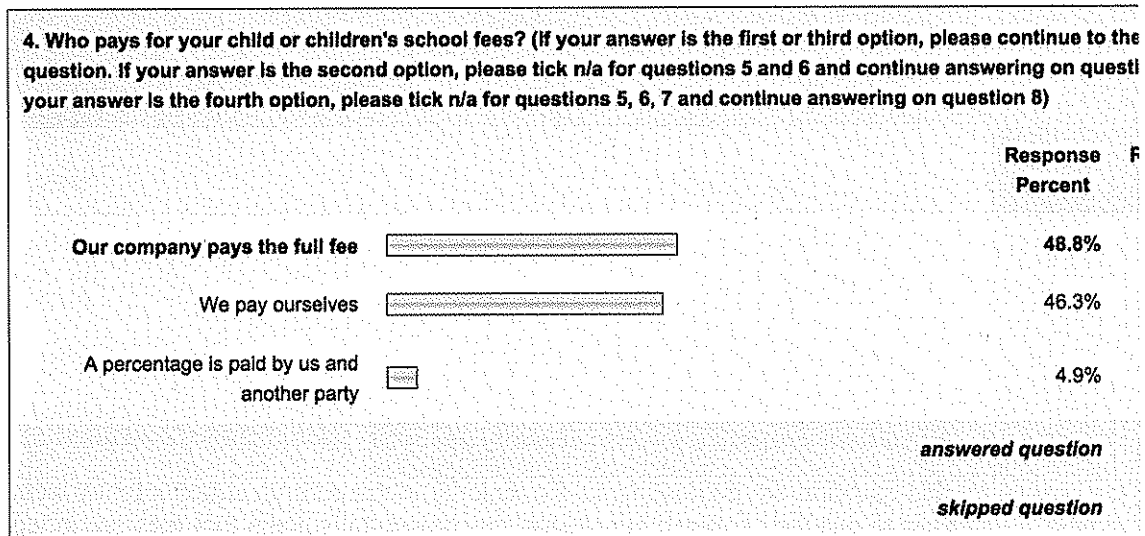 4. Who pays for your child or children's school fees? (If your answer is the first or third option, please continue to the
question. If your answer is the second option, please tick n/a for questions 5 and 6 and continue answering on questi
your answer is the fourth option, please tick n/a for questions 5, 6, 7 and continue answering on question 8)
Response
Percent
Our company pays the full fee 48.8%
We pay ourselves 46.3%
A percentage is paid by us and
another party 4.9%
answered question
skipped question